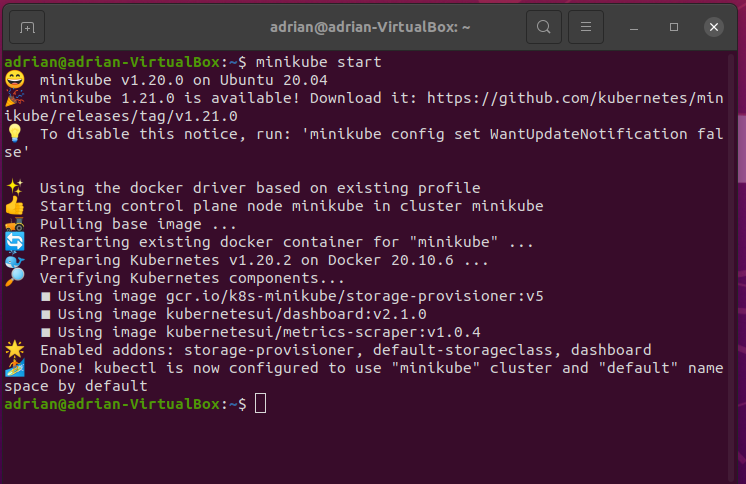 adrian@adrian-VirtualBox: ~
adrian@adrian-VirtualBox:~$ minikube start
😄 minikube v1.20.0 on Ubuntu 20.04
🎉 minikube 1.21.0 is available! Download it: https://github.com/kubernetes/min
ikube/releases/tag/v1.21.0
💡 To disable this notice, run: 'minikube config set WantUpdateNotification fal
se'
✨ Using the docker driver based on existing profile
👍 Starting control plane node minikube in cluster minikube
🚜 Pulling base image ...
🔄 Restarting existing docker container for "minikube" ...
🐳 Preparing Kubernetes v1.20.2 on Docker 20.10.6 ...
🔎 Verifying Kubernetes components...
▪ Using image gcr.io/k8s-minikube/storage-provisioner:v5
▪ Using image kubernetesui/dashboard:v2.1.0
▪ Using image kubernetesui/metrics-scraper:v1.0.4
🌟 Enabled addons: storage-provisioner, default-storageclass, dashboard
🏄 Done! kubectl is now configured to use "minikube" cluster and "default" name
space by default
adrian@adrian-VirtualBox:~$